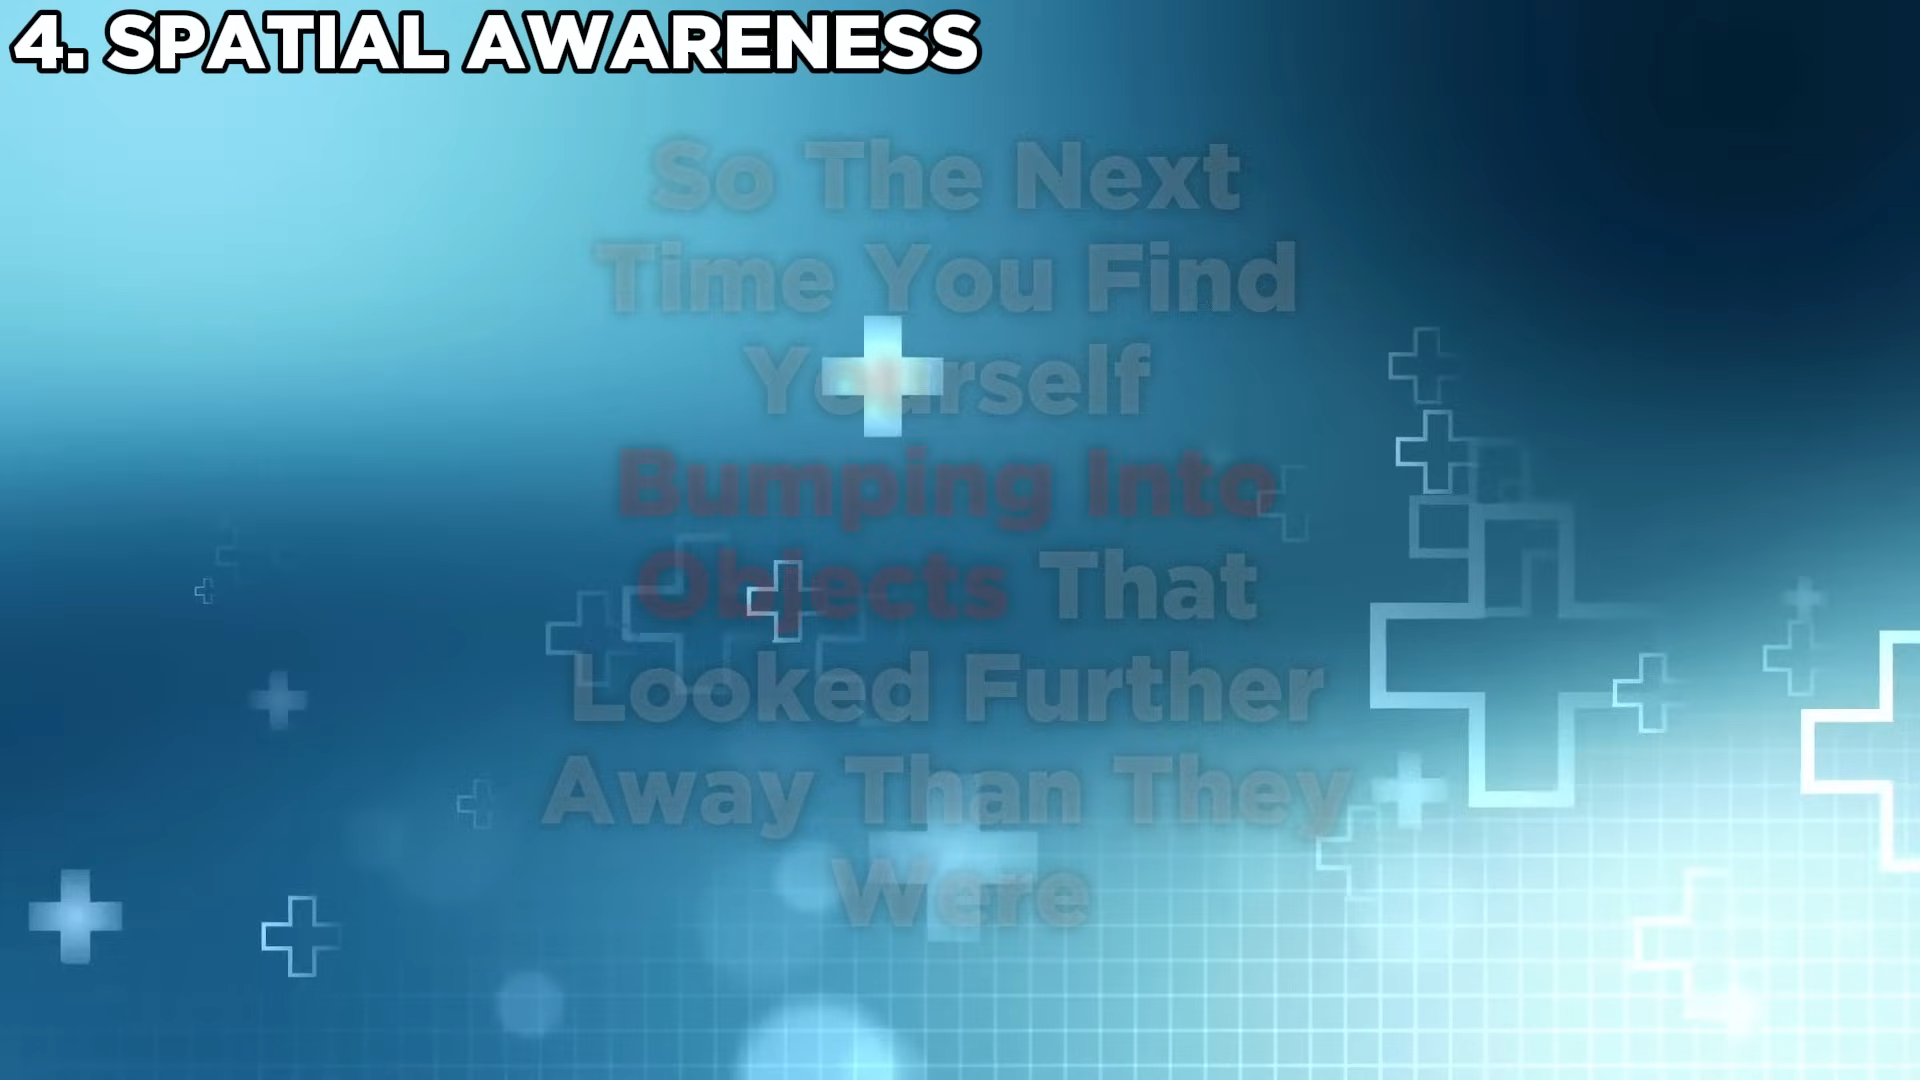 4. SPATIAL AWARENESS
So The Next
Time You Find
Yourself
Bumping Into
Objects That
Looked Further
Away Than They
Were